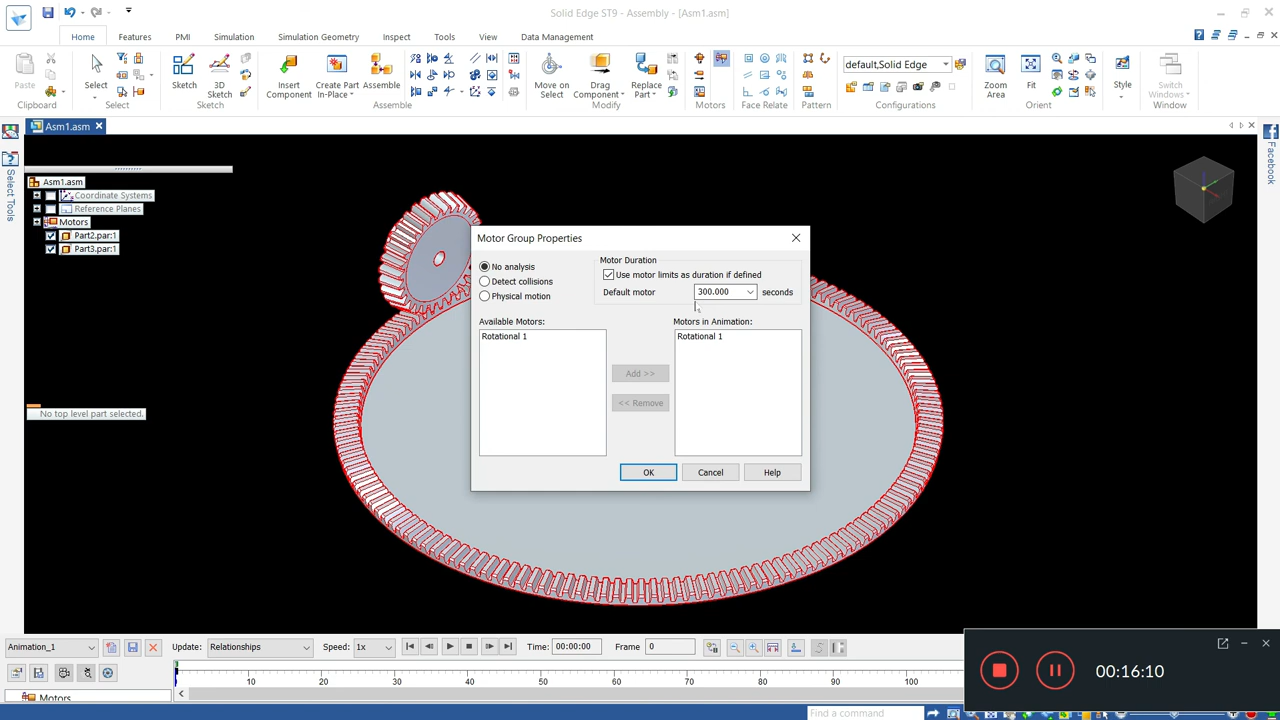 Solid Edge ST9 - Assembly - [Asm1.asm]
Home Features PMI Simulation Simulation Geometry Inspect Tools View Data Management
Paste Select Sketch 3D Sketch Insert Component Create Part In-Place Assemble Move on Select Drag Component Replace Part default,Solid Edge Zoom Area Fit Style Switch Windows
Clipboard Select Sketch Assemble Modify Motors Face Relate Pattern Configurations Orient Window
Asm1.asm
Select Tools
Facebook
Asm1.asm
Coordinate Systems
Reference Planes
Motors
Part2.par:1
Part3.par:1
No top level part selected.
Motor Group Properties
No analysis
Detect collisions
Physical motion
Motor Duration
Use motor limits as duration if defined
Default motor 300.000 seconds
Available Motors:
Rotational 1
Add >>
<< Remove
Motors in Animation:
Rotational 1
OK Cancel Help
Animation_1 Update: Relationships Speed: 1x Time: 00:00:00 Frame 0
10 20 30 40 50 60 70 80 90 100
Motors
00:16:10
Find a command